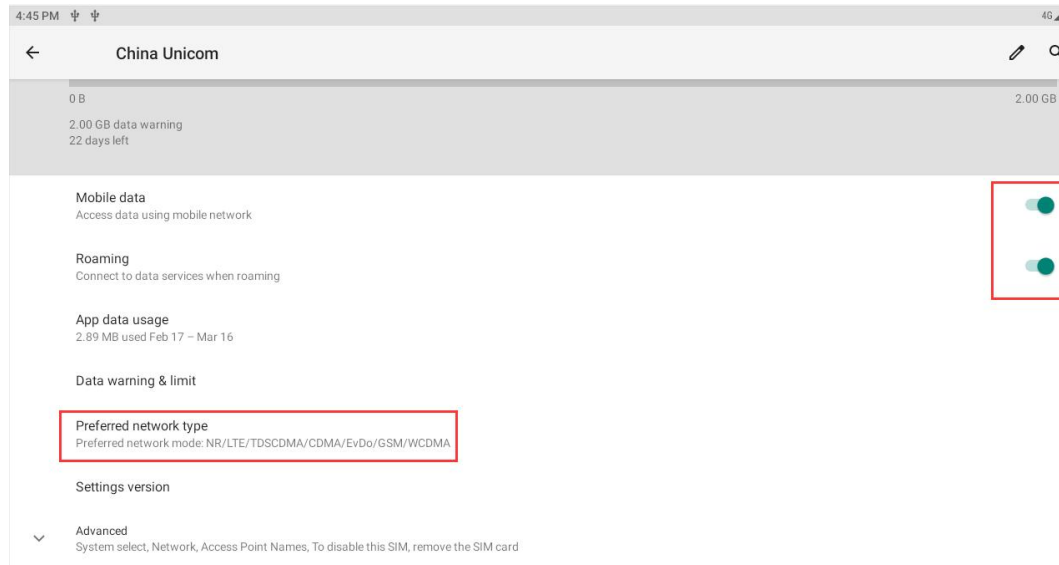 4:45 PM 4G
China Unicom
0 B 2.00 GB
2.00 GB data warning
22 days left
Mobile data
Access data using mobile network
Roaming
Connect to data services when roaming
App data usage
2.89 MB used Feb 17 – Mar 16
Data warning & limit
Preferred network type
Preferred network mode: NR/LTE/TDSCDMA/CDMA/EvDo/GSM/WCDMA
Settings version
Advanced
System select, Network, Access Point Names, To disable this SIM, remove the SIM card